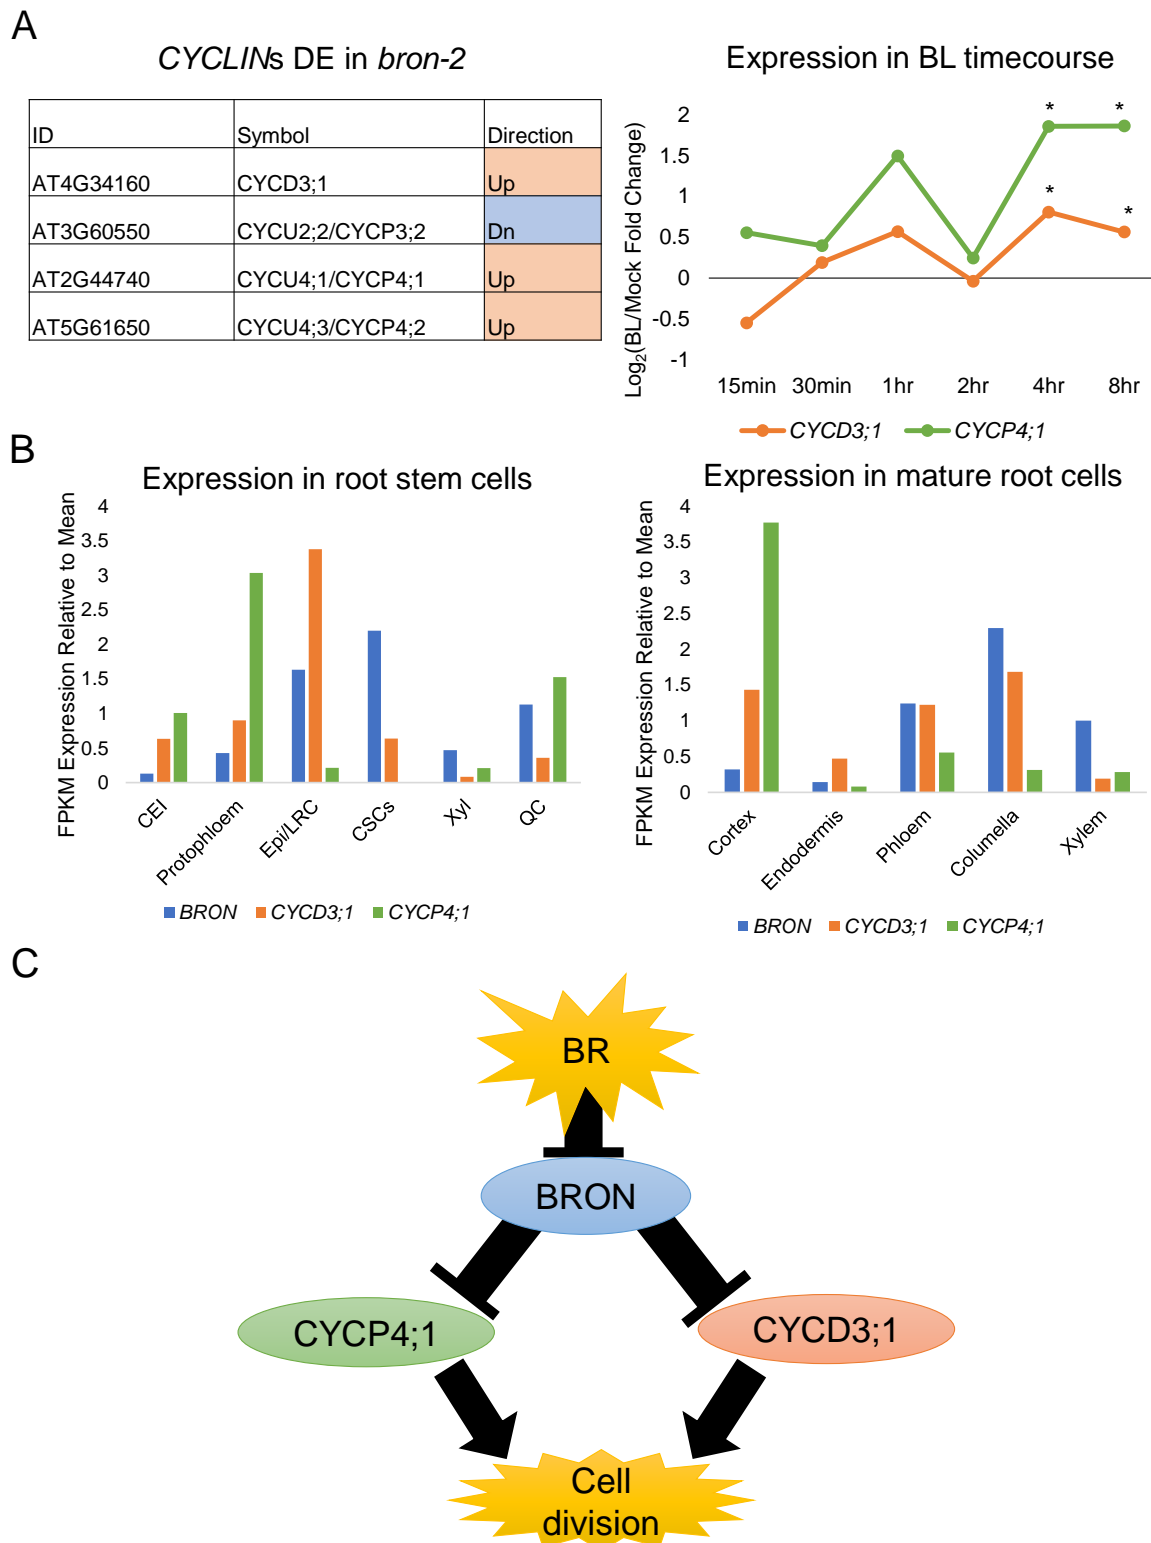 A
CYCLINs DE in bron-2
ID Symbol Direction
AT4G34160 CYCD3;1 Up
AT3G60550 CYCU2;2/CYCP3;2 Dn
AT2G44740 CYCU4;1/CYCP4;1 Up
AT5G61650 CYCU4;3/CYCP4;2 Up
Expression in BL timecourse
Log2(BL/Mock Fold Change)
2
1.5
1
0.5
0
-0.5
-1
* *
* *
15min 30min 1hr 2hr 4hr 8hr
CYCD3;1 CYCP4;1
B
Expression in root stem cells
FPKM Expression Relative to Mean
4
3.5
3
2.5
2
1.5
1
0.5
0
CEI Protophloem Epi/LRC CSCs Xyl QC
BRON CYCD3;1 CYCP4;1
Expression in mature root cells
FPKM Expression Relative to Mean
4
3.5
3
2.5
2
1.5
1
0.5
0
Cortex Endodermis Phloem Columella Xylem
BRON CYCD3;1 CYCP4;1
C
BR
BRON
CYCP4;1 CYCD3;1
Cell
division